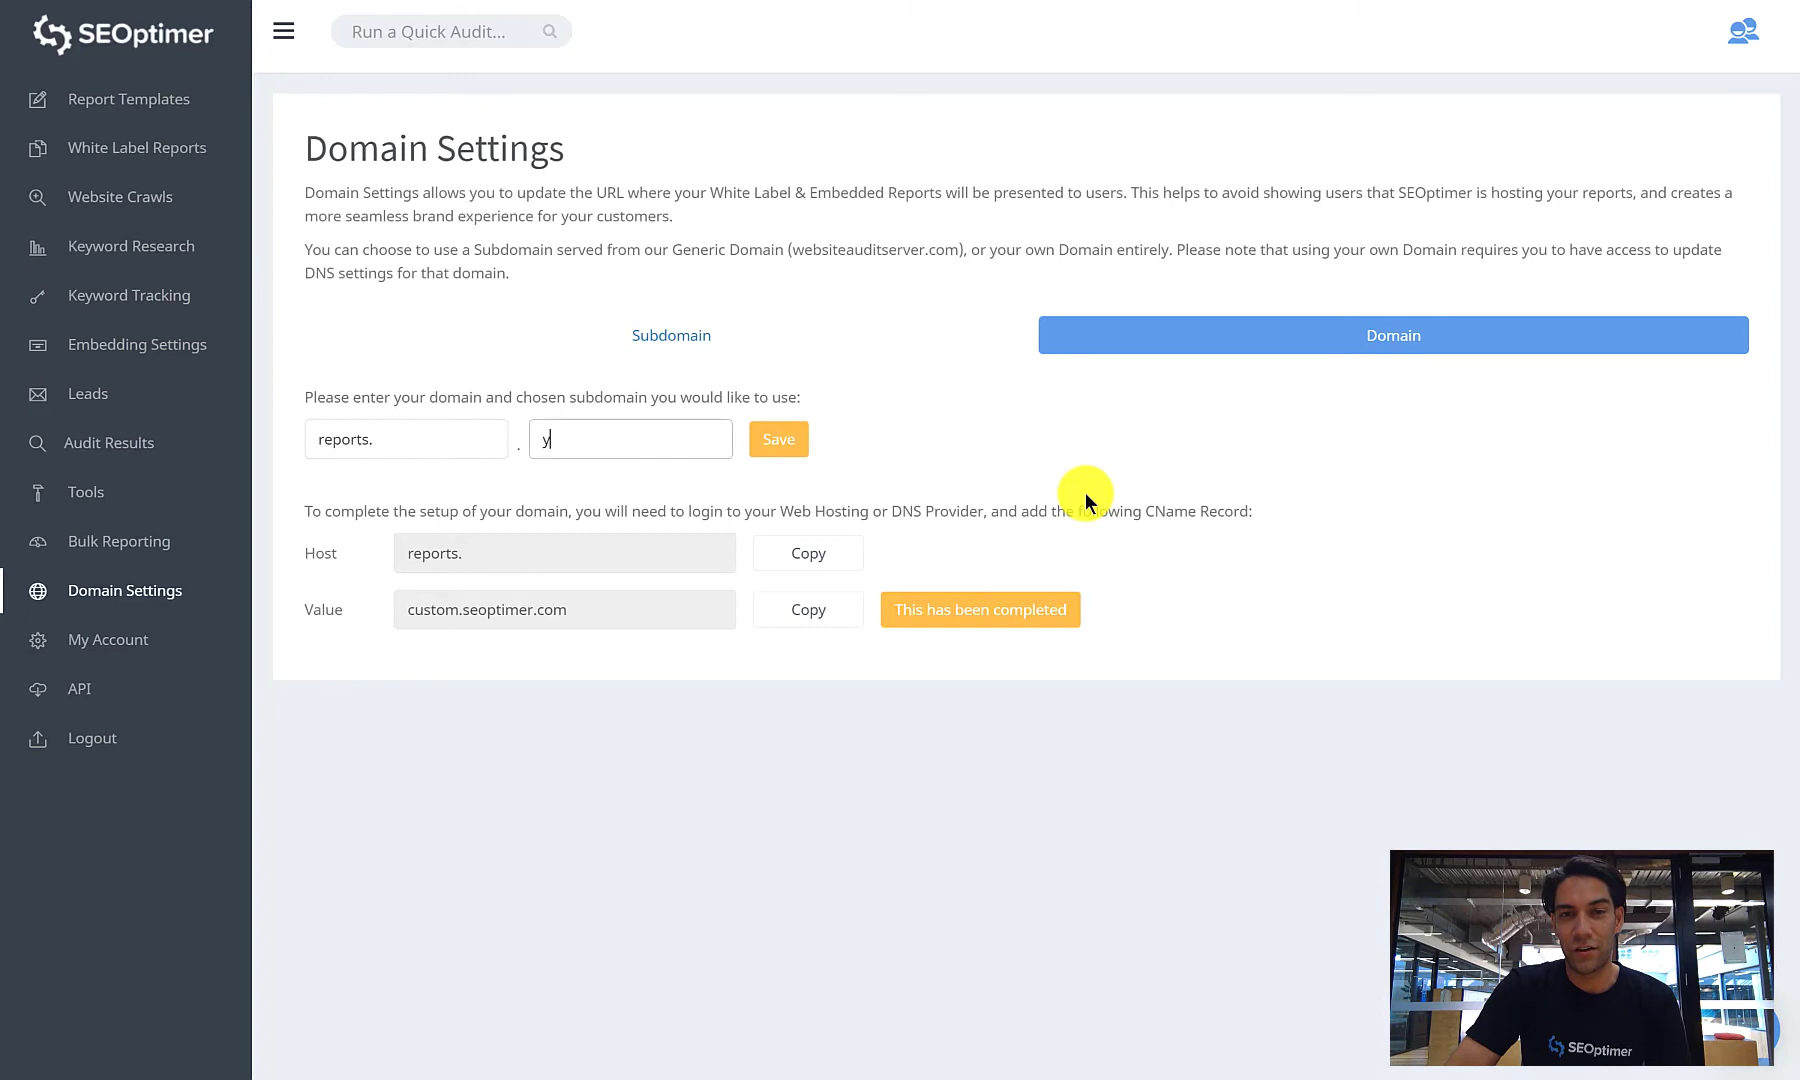 SEOptimer
Run a Quick Audit...
Report Templates
White Label Reports
Website Crawls
Keyword Research
Keyword Tracking
Embedding Settings
Leads
Audit Results
Tools
Bulk Reporting
Domain Settings
My Account
API
Logout
Domain Settings
Domain Settings allows you to update the URL where your White Label & Embedded Reports will be presented to users. This helps to avoid showing users that SEOptimer is hosting your reports, and creates a
more seamless brand experience for your customers.
You can choose to use a Subdomain served from our Generic Domain (websiteauditserver.com), or your own Domain entirely. Please note that using your own Domain requires you to have access to update
DNS settings for that domain.
Subdomain Domain
Please enter your domain and chosen subdomain you would like to use:
reports. . y Save
To complete the setup of your domain, you will need to login to your Web Hosting or DNS Provider, and add the following CName Record:
Host reports. Copy
Value custom.seoptimer.com Copy This has been completed
SEOptimer